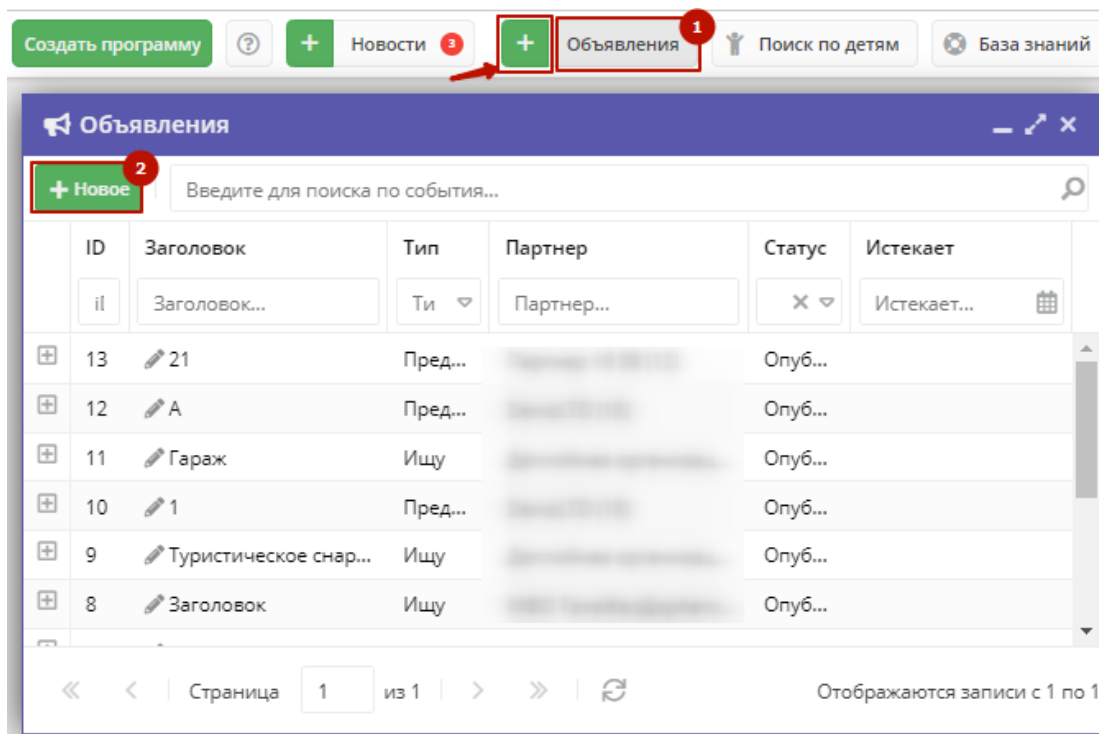 Создать программу ? + Новости 3 + Объявления 1 Поиск по детям База знаний
Объявления
+ Новое 2 Введите для поиска по события...
ID Заголовок Тип Партнер Статус Истекает
Заголовок... Ти Партнер... Истекает...
13 21 Пред... Опуб...
12 А Пред... Опуб...
11 Гараж Ищу Опуб...
10 1 Пред... Опуб...
9 Туристическое снар... Ищу Опуб...
8 Заголовок Ищу Опуб...
Страница 1 из 1 Отображаются записи с 1 по 1